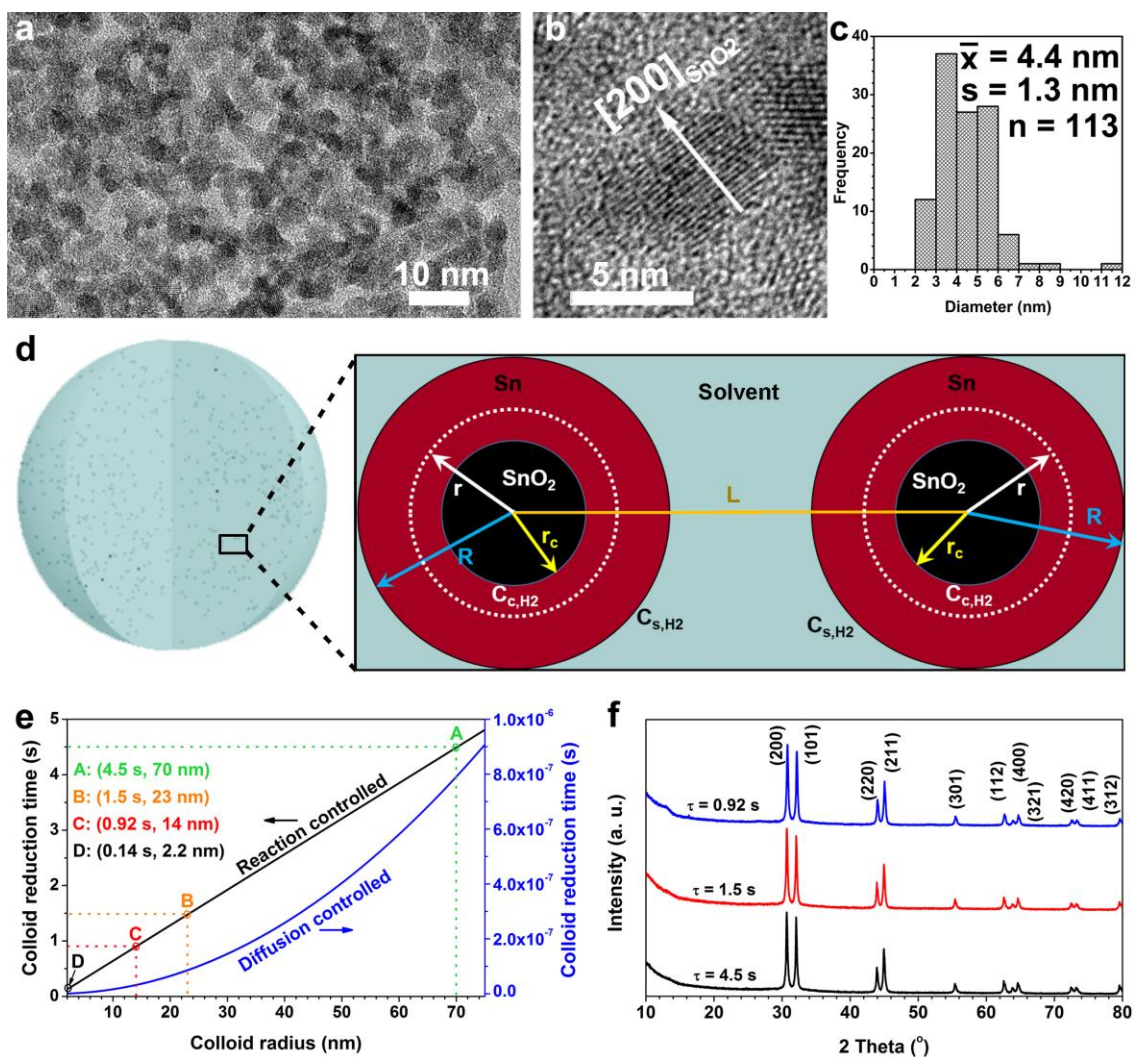 a
10 nm
b
[200]SnO2
5 nm
c
x̄ = 4.4 nm
s = 1.3 nm
n = 113
40
30
20
10
0
Frequency
0 1 2 3 4 5 6 7 8 9 10 11 12
Diameter (nm)
d
Sn
Solvent
Sn
SnO₂
SnO₂
r
L
r
R
R
r_c
r_c
C_c,H2
C_c,H2
C_s,H2
C_s,H2
e
Colloid reduction time (s)
5
4
3
2
1
0
A: (4.5 s, 70 nm)
B: (1.5 s, 23 nm)
C: (0.92 s, 14 nm)
D: (0.14 s, 2.2 nm)
A
B
C
D
Reaction controlled
Diffusion controlled
1.0x10⁻⁶
8.0x10⁻⁷
6.0x10⁻⁷
4.0x10⁻⁷
2.0x10⁻⁷
0.0
Colloid reduction time (s)
10 20 30 40 50 60 70
Colloid radius (nm)
f
Intensity (a. u.)
(200)
(101)
(220)
(211)
(301)
(112)
(400)
(321)
(420)
(411)
(312)
τ = 0.92 s
τ = 1.5 s
τ = 4.5 s
10 20 30 40 50 60 70 80
2 Theta (°)